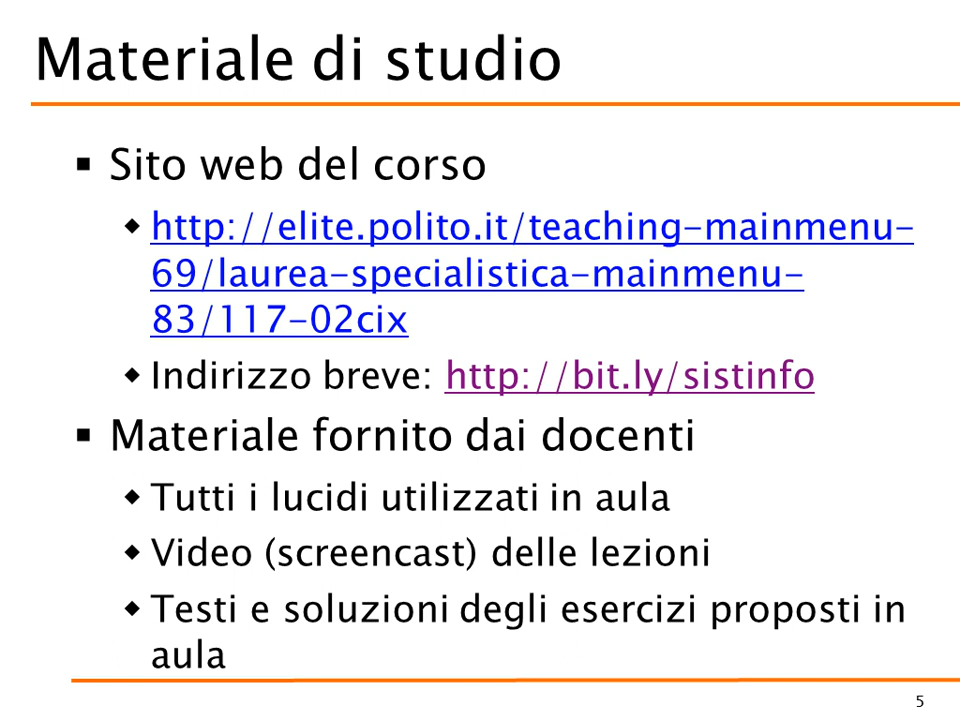 Materiale di studio
Sito web del corso
http://elite.polito.it/teaching-mainmenu-
69/laurea-specialistica-mainmenu-
83/117-02cix
Indirizzo breve: http://bit.ly/sistinfo
Materiale fornito dai docenti
Tutti i lucidi utilizzati in aula
Video (screencast) delle lezioni
Testi e soluzioni degli esercizi proposti in
aula
5